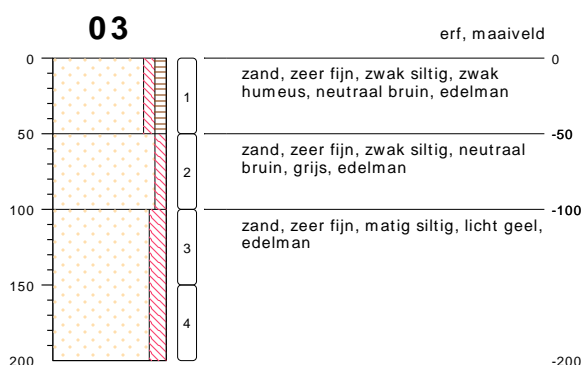 03
erf, maaiveld
0
0
1
zand, zeer fijn, zwak siltig, zwak
humeus, neutraal bruin, edelman
50
-50
2
zand, zeer fijn, zwak siltig, neutraal
bruin, grijs, edelman
100
-100
3
zand, zeer fijn, matig siltig, licht geel,
edelman
150
4
200
-200